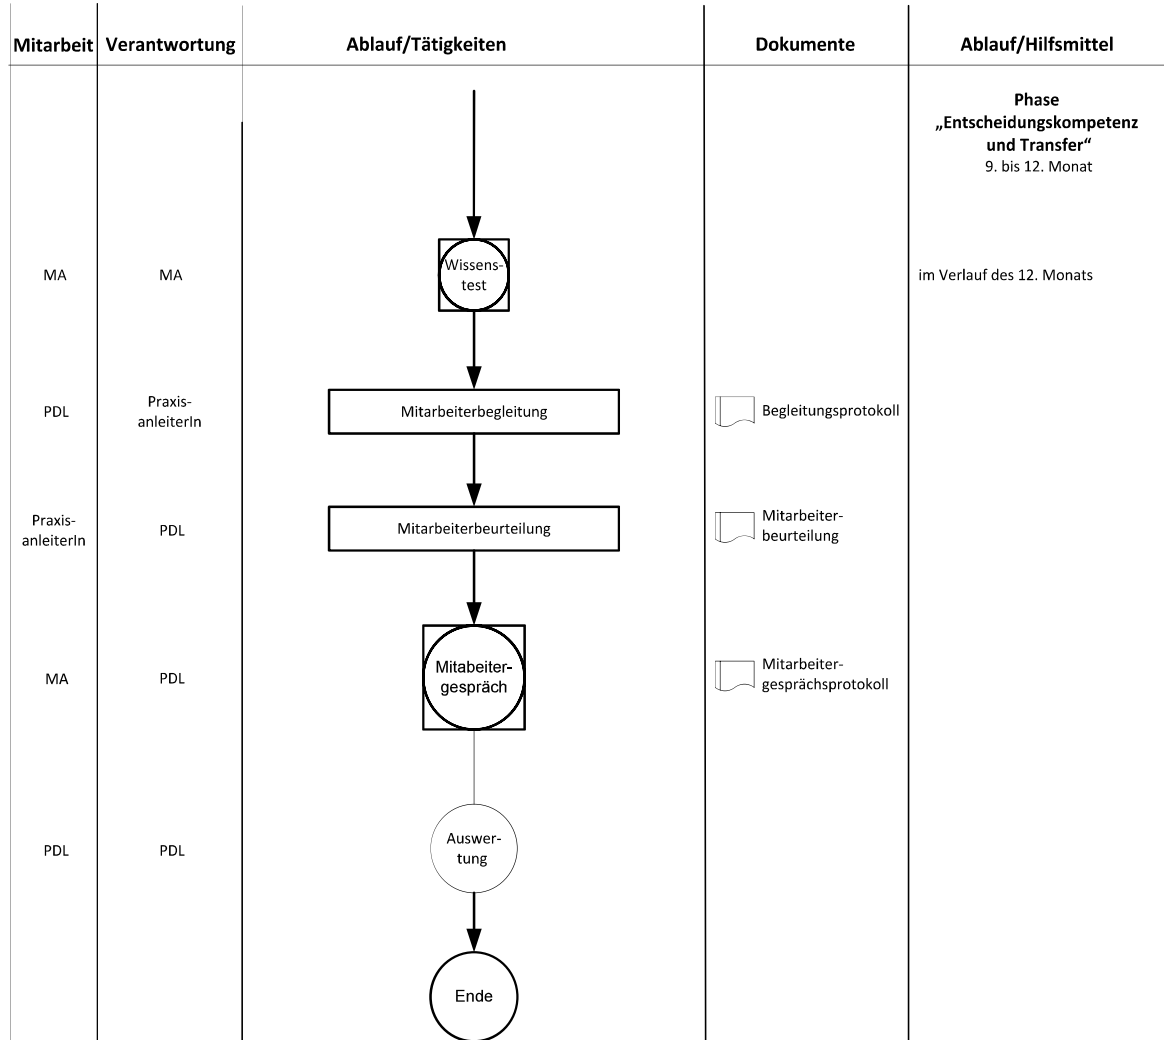 Mitarbeit Verantwortung Ablauf/Tätigkeiten Dokumente Ablauf/Hilfsmittel
Phase
„Entscheidungskompetenz
und Transfer“
9. bis 12. Monat
MA MA Wissens-
test
im Verlauf des 12. Monats
PDL Praxis-
anleiterIn
Mitarbeiterbegleitung
Begleitungsprotokoll
Praxis-
anleiterIn
PDL
Mitarbeiterbeurteilung
Mitarbeiter-
beurteilung
MA PDL
Mitabeiter-
gespräch
Mitarbeiter-
gesprächsprotokoll
PDL PDL
Auswer-
tung
Ende